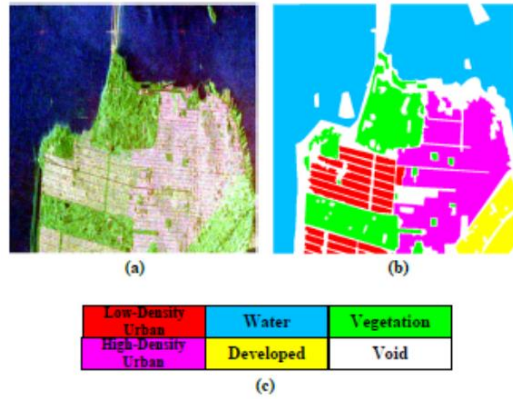 (a) (b)
Low-Density Urban Water Vegetation
High-Density Urban Developed Void
(c)